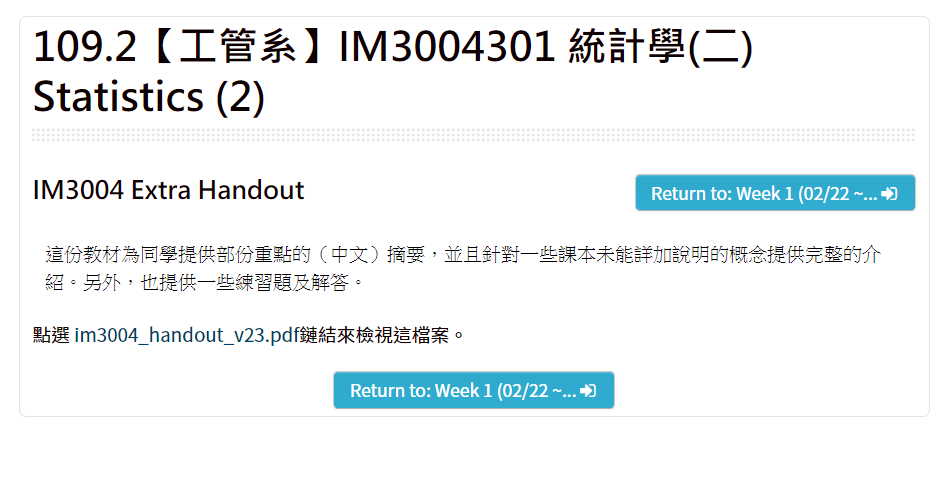 109.2【工管系】IM3004301 統計學(二)
Statistics (2)
IM3004 Extra Handout
Return to: Week 1 (02/22 ~...
這份教材為同學提供部份重點的（中文）摘要，並且針對一些課本未能詳加說明的概念提供完整的介
紹。另外，也提供一些練習題及解答。
點選 im3004_handout_v23.pdf鏈結來檢視這檔案。
Return to: Week 1 (02/22 ~...